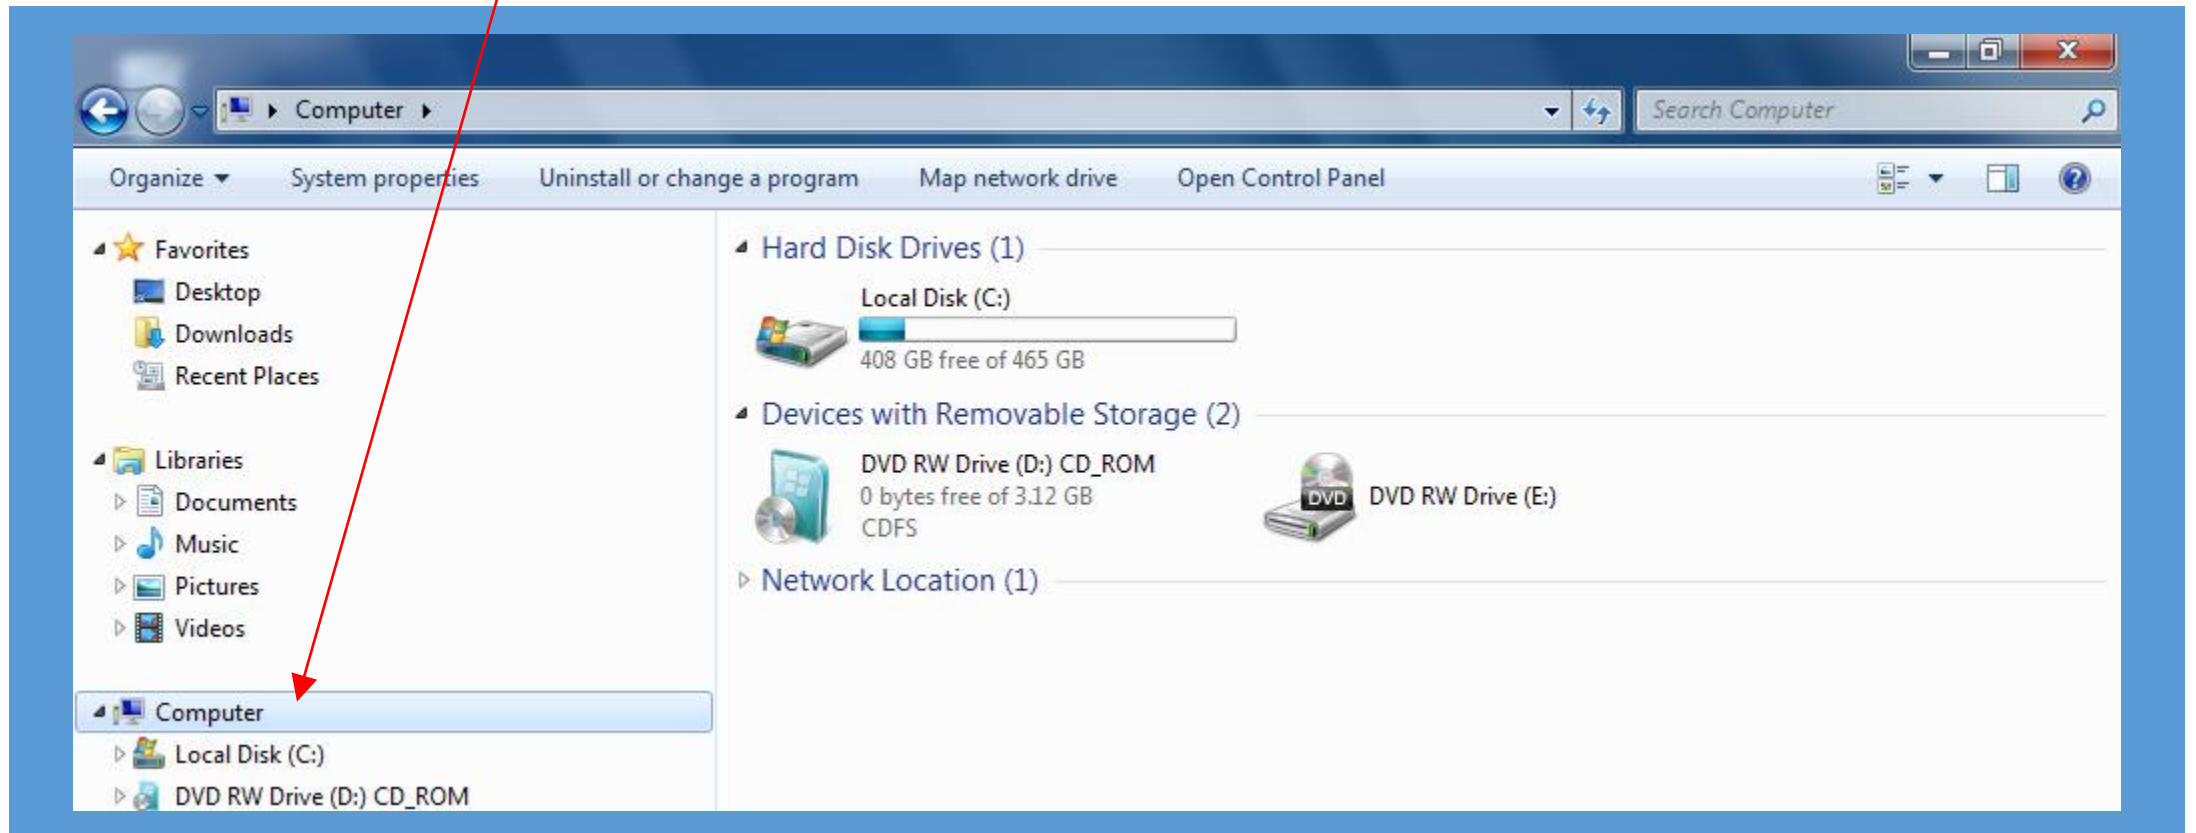 Computer
Search Computer
Organize
System properties
Uninstall or change a program
Map network drive
Open Control Panel
Favorites
Desktop
Downloads
Recent Places
Libraries
Documents
Music
Pictures
Videos
Computer
Local Disk (C:)
DVD RW Drive (D:) CD_ROM
Hard Disk Drives (1)
Local Disk (C:)
408 GB free of 465 GB
Devices with Removable Storage (2)
DVD RW Drive (D:) CD_ROM
0 bytes free of 3.12 GB
CDFS
DVD
DVD RW Drive (E:)
Network Location (1)